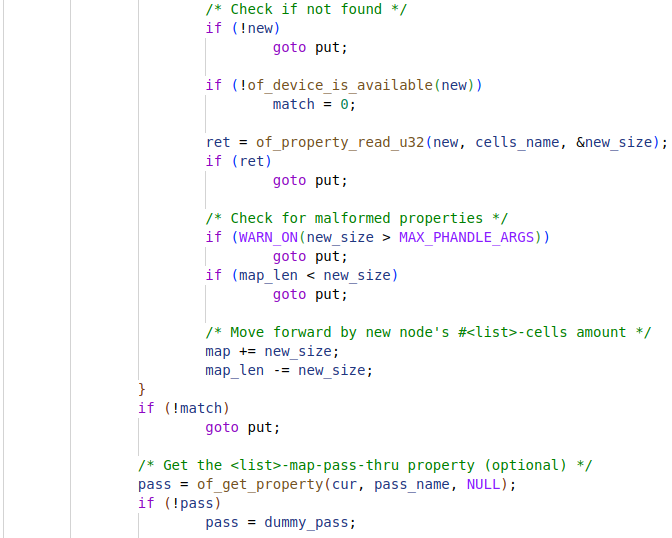 /* Check if not found */
if (!new)
goto put;
if (!of_device_is_available(new))
match = 0;
ret = of_property_read_u32(new, cells_name, &new_size);
if (ret)
goto put;
/* Check for malformed properties */
if (WARN_ON(new_size > MAX_PHANDLE_ARGS))
goto put;
if (map_len < new_size)
goto put;
/* Move forward by new node's #<list>-cells amount */
map += new_size;
map_len -= new_size;
}
if (!match)
goto put;
/* Get the <list>-map-pass-thru property (optional) */
pass = of_get_property(cur, pass_name, NULL);
if (!pass)
pass = dummy_pass;